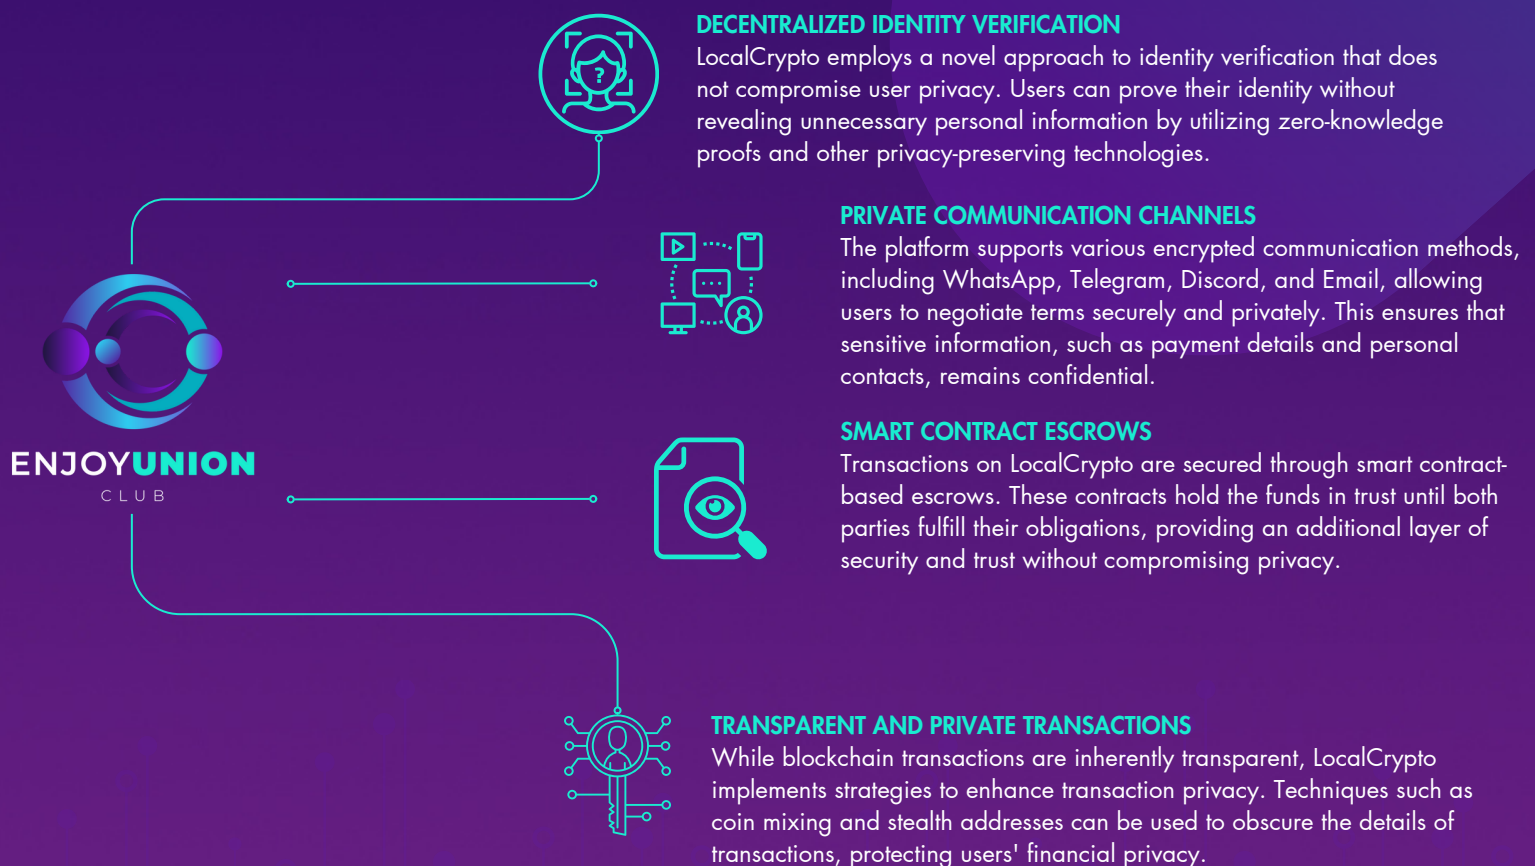 DECENTRALIZED IDENTITY VERIFICATION
LocalCrypto employs a novel approach to identity verification that does
not compromise user privacy. Users can prove their identity without
revealing unnecessary personal information by utilizing zero-knowledge
proofs and other privacy-preserving technologies.
PRIVATE COMMUNICATION CHANNELS
The platform supports various encrypted communication methods,
including WhatsApp, Telegram, Discord, and Email, allowing
users to negotiate terms securely and privately. This ensures that
sensitive information, such as payment details and personal
contacts, remains confidential.
ENJOYUNION
CLUB
SMART CONTRACT ESCROWS
Transactions on LocalCrypto are secured through smart contract-
based escrows. These contracts hold the funds in trust until both
parties fulfill their obligations, providing an additional layer of
security and trust without compromising privacy.
TRANSPARENT AND PRIVATE TRANSACTIONS
While blockchain transactions are inherently transparent, LocalCrypto
implements strategies to enhance transaction privacy. Techniques such as
coin mixing and stealth addresses can be used to obscure the details of
transactions, protecting users' financial privacy.
?